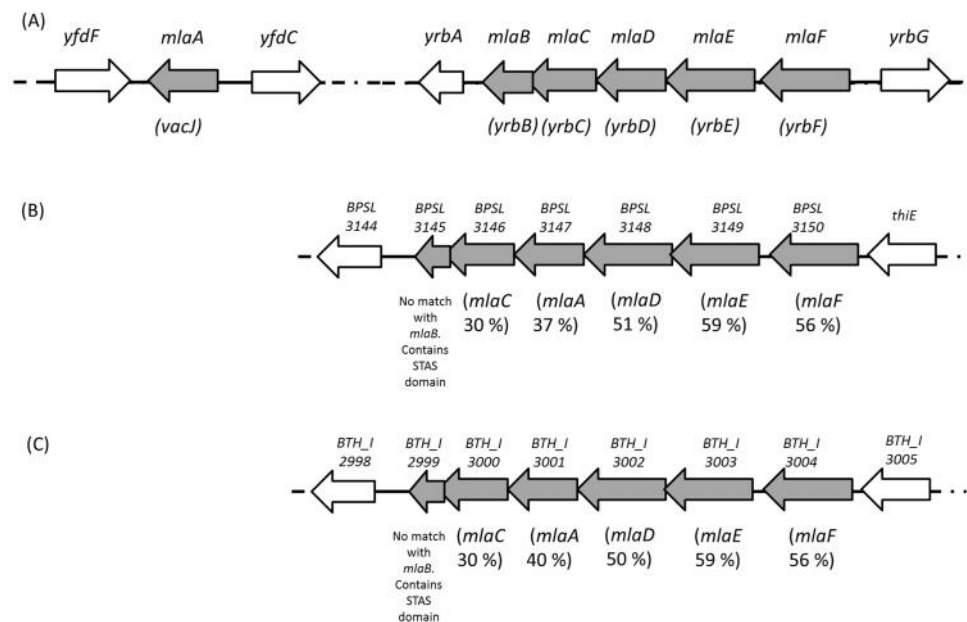 (A)
yfdF mlaA yfdC yrbA mlaB mlaC mlaD mlaE mlaF yrbG
(vacJ) (yrbB) (yrbC) (yrbD) (yrbE) (yrbF)
(B)
BPSL BPSL BPSL BPSL BPSL BPSL BPSL thiE
3144 3145 3146 3147 3148 3149 3150
No match (mlaC (mlaA (mlaD (mlaE (mlaF
with 30 %) 37 %) 51 %) 59 %) 56 %)
mlaB.
Contains
STAS
domain
(C)
BTH_I BTH_I BTH_I BTH_I BTH_I BTH_I BTH_I BTH_I
2998 2999 3000 3001 3002 3003 3004 3005
No match (mlaC (mlaA (mlaD (mlaE (mlaF
with 30 %) 40 %) 50 %) 59 %) 56 %)
mlaB.
Contains
STAS
domain